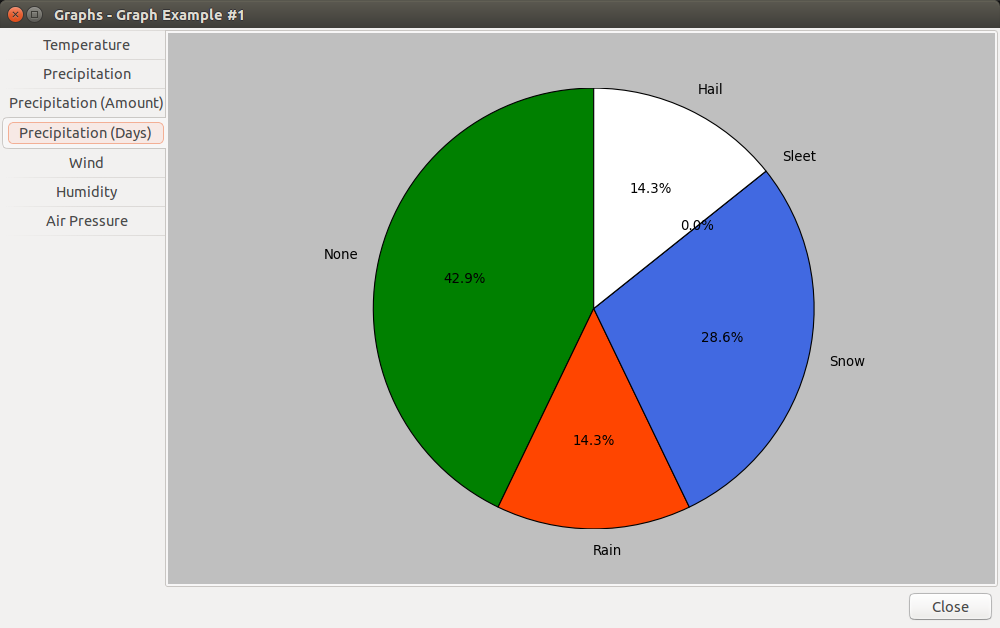 Graphs - Graph Example #1
Temperature
Precipitation
Precipitation (Amount)
Precipitation (Days)
Wind
Humidity
Air Pressure
Hail
Sleet
14.3%
0.0%
None
42.9%
28.6%
Snow
14.3%
Rain
Close